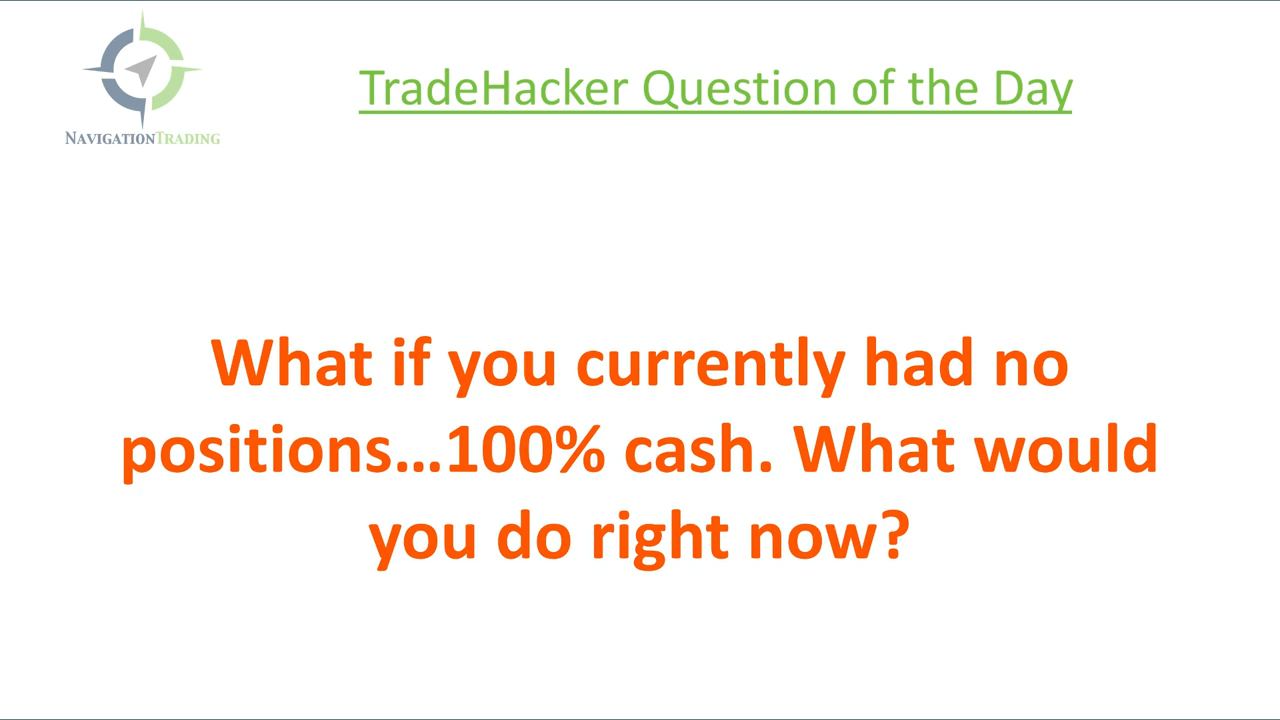 NAVIGATIONTRADING
TradeHacker Question of the Day
What if you currently had no
positions...100% cash. What would
you do right now?